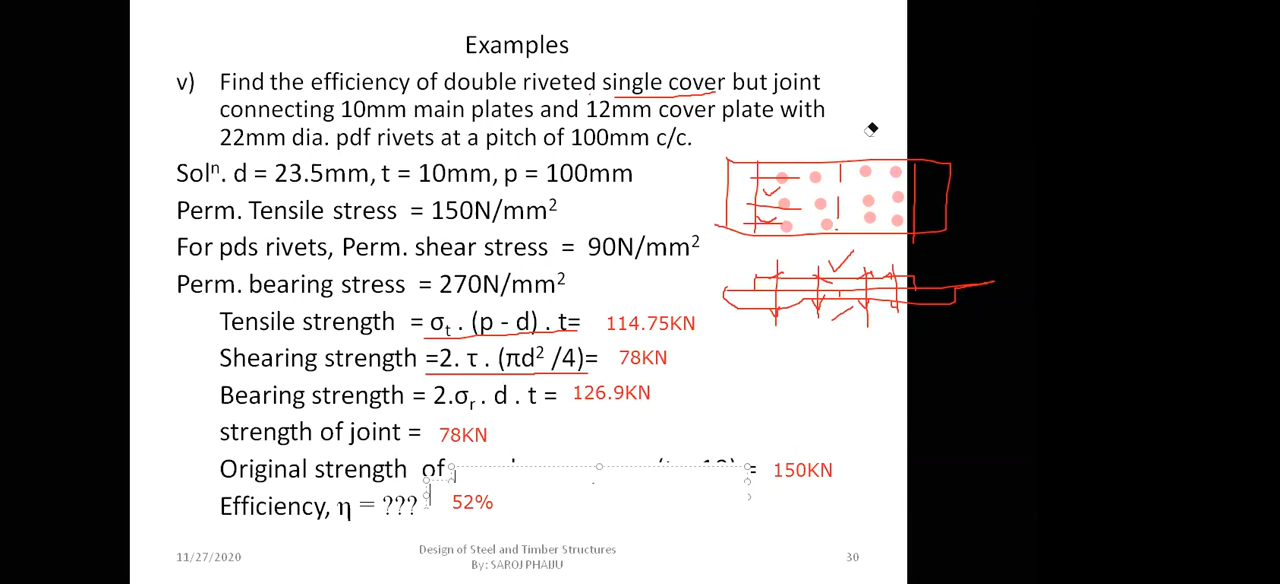 Examples
v) Find the efficiency of double riveted single cover but joint
connecting 10mm main plates and 12mm cover plate with
22mm dia. pdf rivets at a pitch of 100mm c/c.
Solⁿ. d = 23.5mm, t = 10mm, p = 100mm
Perm. Tensile stress = 150N/mm²
For pds rivets, Perm. shear stress = 90N/mm²
Perm. bearing stress = 270N/mm²
Tensile strength = σt . (p - d) . t= 114.75KN
Shearing strength =2. τ . (πd² /4)= 78KN
Bearing strength = 2.σr . d . t = 126.9KN
strength of joint = 78KN
Original strength of = 150KN
Efficiency, η = ??? 52%
11/27/2020
Design of Steel and Timber Structures
By: SAROJ PHAIJU
30